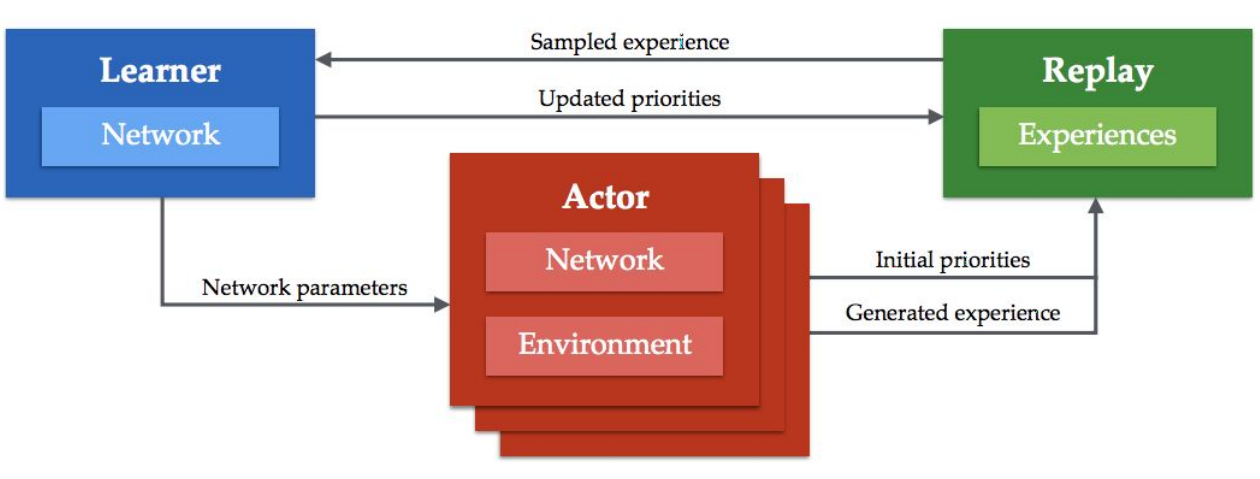 Learner
Network
Sampled experience
Updated priorities
Replay
Experiences
Actor
Network
Environment
Network parameters
Initial priorities
Generated experience